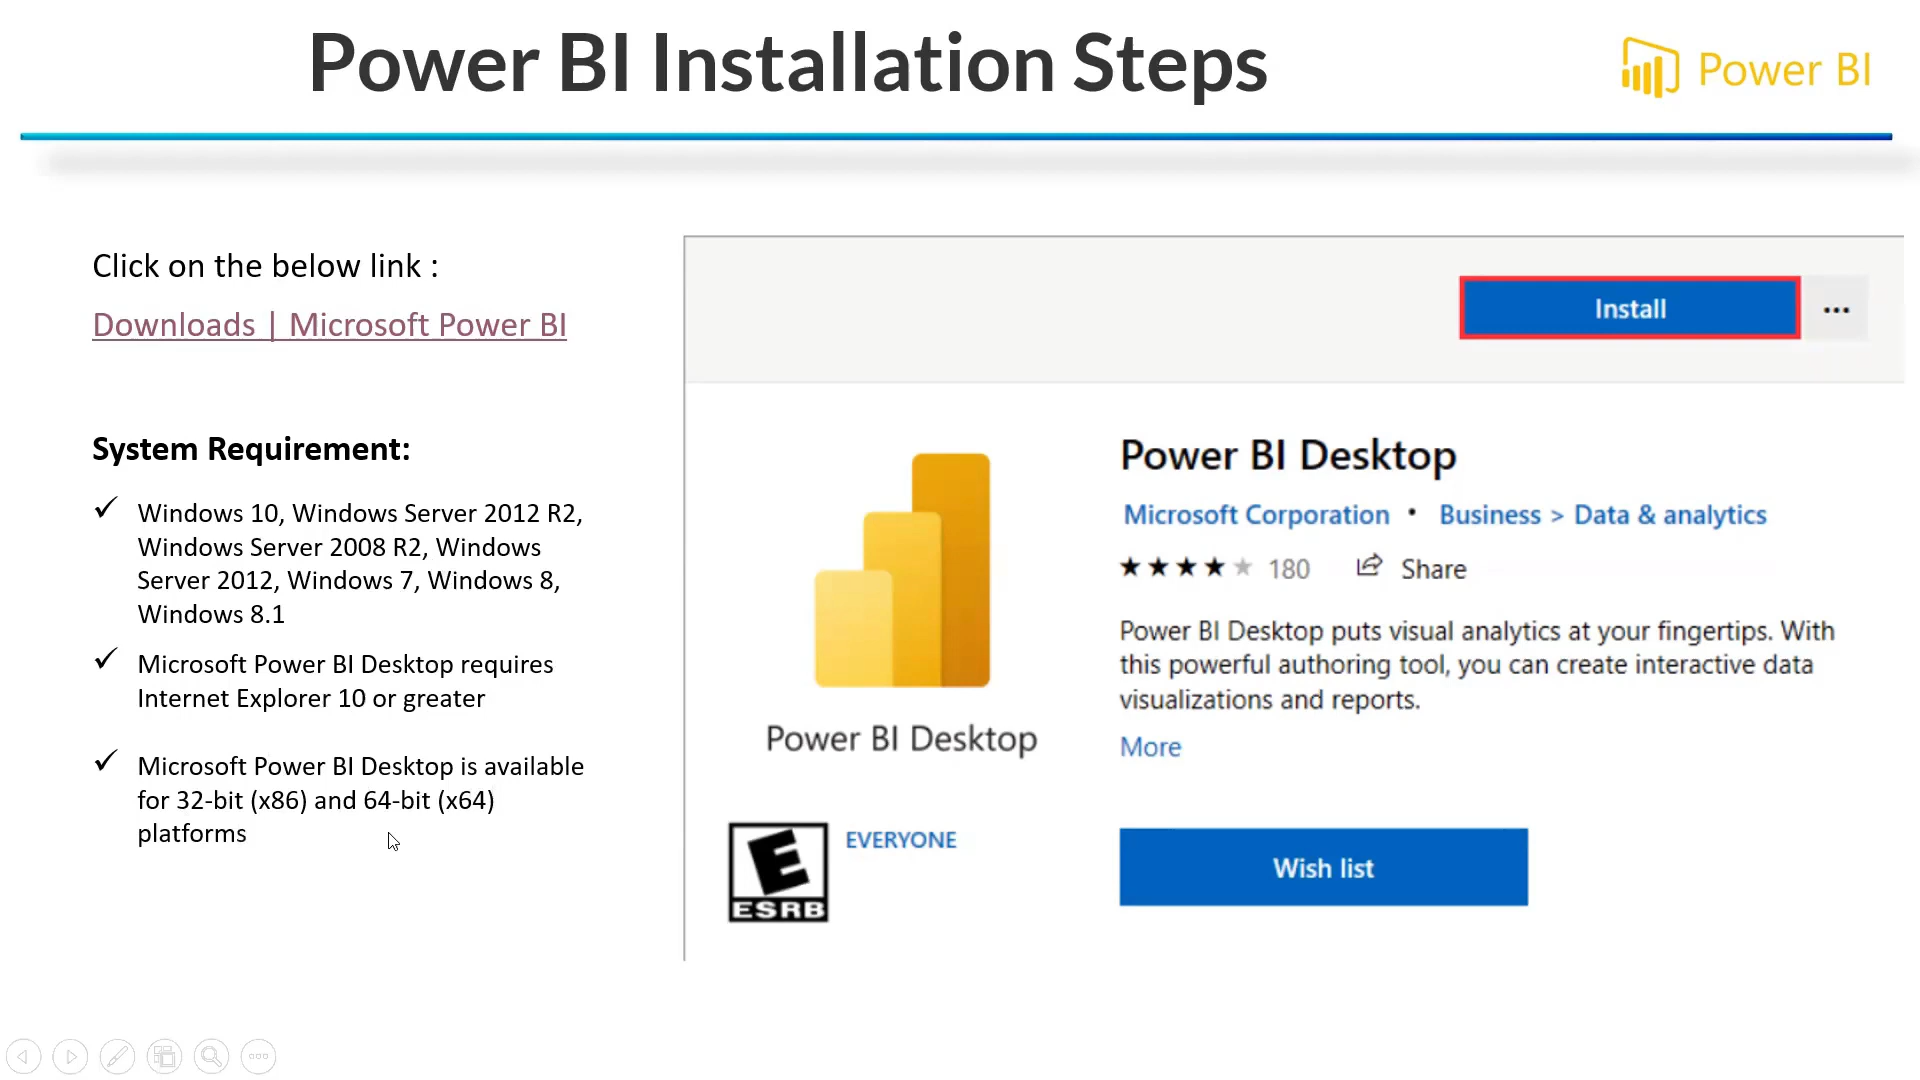 Power BI Installation Steps
Power BI
Click on the below link :
Downloads | Microsoft Power BI
System Requirement:
✓ Windows 10, Windows Server 2012 R2,
Windows Server 2008 R2, Windows
Server 2012, Windows 7, Windows 8,
Windows 8.1
✓ Microsoft Power BI Desktop requires
Internet Explorer 10 or greater
✓ Microsoft Power BI Desktop is available
for 32-bit (x86) and 64-bit (x64)
platforms
Install ...
Power BI Desktop
Power BI Desktop
Microsoft Corporation • Business > Data & analytics
★★★★★ 180 Share
Power BI Desktop puts visual analytics at your fingertips. With
this powerful authoring tool, you can create interactive data
visualizations and reports.
More
E
ESRB
EVERYONE
Wish list